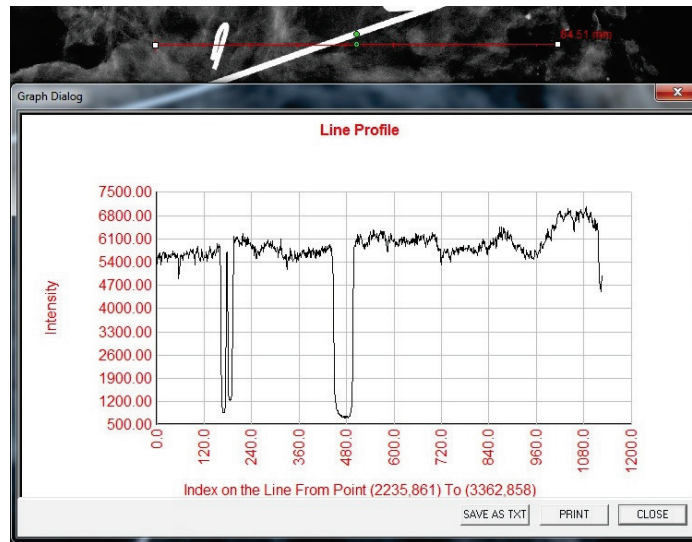 64.51 mm
Graph Dialog
Line Profile
7500.00
6800.00
6100.00
5400.00
4700.00
4000.00
3300.00
2600.00
1900.00
1200.00
500.00
Intensity
0.0
120.0
240.0
360.0
480.0
600.0
720.0
840.0
960.0
1080.0
1200.0
Index on the Line From Point (2235,861) To (3362,858)
SAVE AS TXT
PRINT
CLOSE